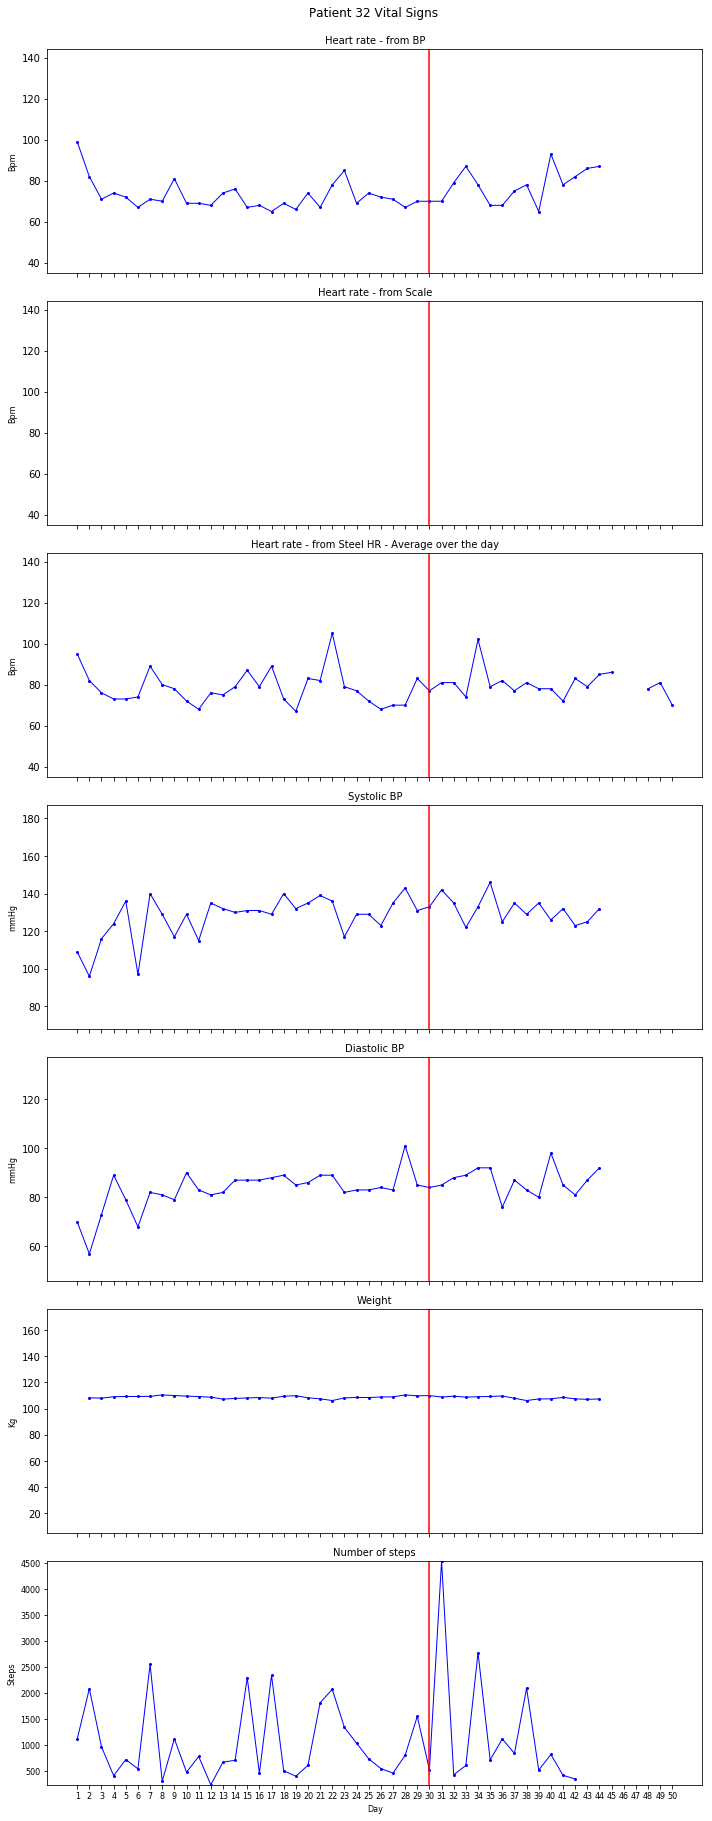 Patient 32 Vital Signs
Heart rate - from BP
140
120
100
80
60
40
Bpm
Heart rate - from Scale
140
120
100
80
60
40
Bpm
Heart rate - from Steel HR - Average over the day
140
120
100
80
60
40
Bpm
Systolic BP
180
160
140
120
100
80
mmHg
Diastolic BP
120
100
80
60
mmHg
Weight
160
140
120
100
80
60
40
20
Kg
Number of steps
4500
4000
3500
3000
2500
2000
1500
1000
500
Steps
1 2 3 4 5 6 7 8 9 10 11 12 13 14 15 16 17 18 19 20 21 22 23 24 25 26 27 28 29 30 31 32 33 34 35 36 37 38 39 40 41 42 43 44 45 46 47 48 49 50
Day